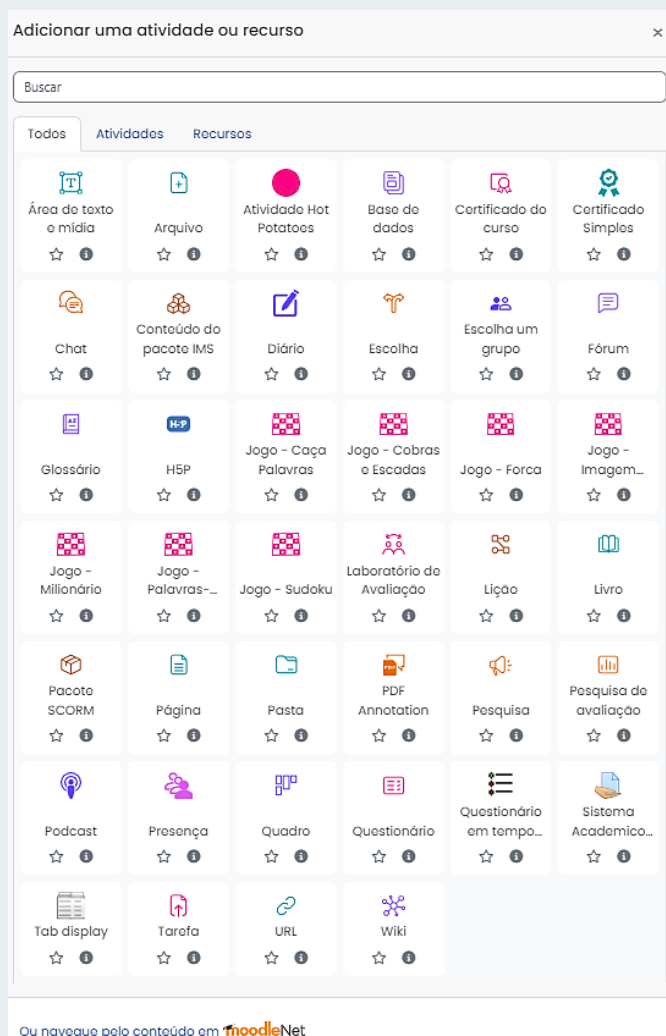 Adicionar uma atividade ou recurso
×
Buscar
Todos
Atividades
Recursos
Área de texto
e mídia
Arquivo
Atividade Hot
Potatoes
Base de
dados
Certificado do
curso
Certificado
Simples
Chat
Conteúdo do
pacote IMS
Diário
Escolha
Escolha um
grupo
Fórum
Glossário
H5P
H5P
Jogo - Caça
Palavras
Jogo - Cobras
e Escadas
Jogo - Forca
Jogo -
Imagem...
Jogo -
Milionário
Jogo -
Palavras-...
Jogo - Sudoku
Laboratório de
Avaliação
Lição
Livro
Pacote
SCORM
Página
Pasta
PDF
Annotation
Pesquisa
Pesquisa de
avaliação
Podcast
Presença
Quadro
Questionário
Questionário
em tempo...
Sistema
Academico...
Tab display
Tarefa
URL
Wiki
Ou navegue pelo conteúdo em moodleNet